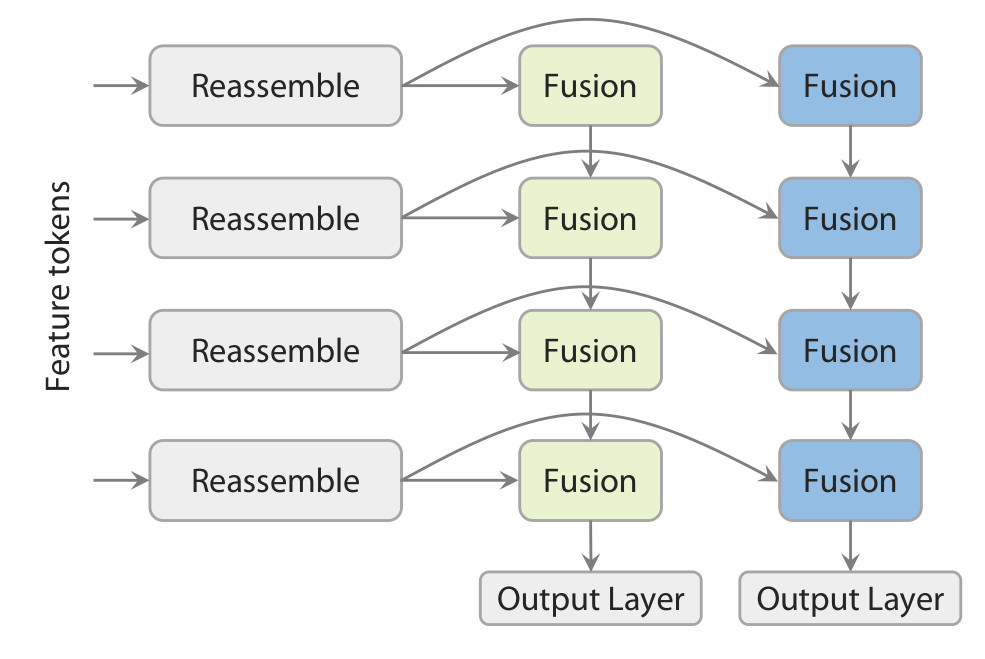 Feature tokens
Reassemble
Fusion
Fusion
Reassemble
Fusion
Fusion
Reassemble
Fusion
Fusion
Reassemble
Fusion
Fusion
Output Layer
Output Layer